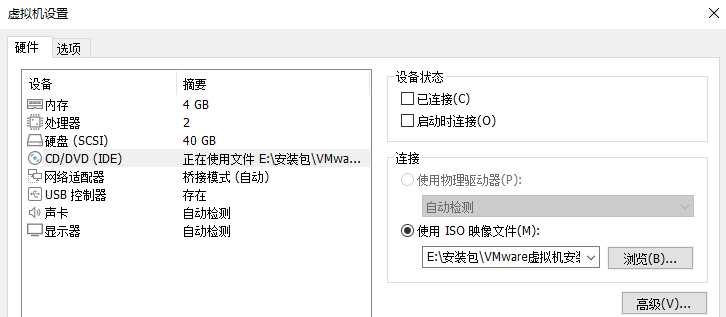 虚拟机设置
硬件 选项
设备 摘要
内存 4 GB
处理器 2
硬盘 (SCSI) 40 GB
CD/DVD (IDE) 正在使用文件 E:\安装包\VMwa...
网络适配器 桥接模式 (自动)
USB 控制器 存在
声卡 自动检测
显示器 自动检测
设备状态
已连接(C)
启动时连接(O)
连接
使用物理驱动器(P):
自动检测
使用 ISO 映像文件(M):
E:\安装包\VMware虚拟机安装 浏览(B)...
高级(V)...